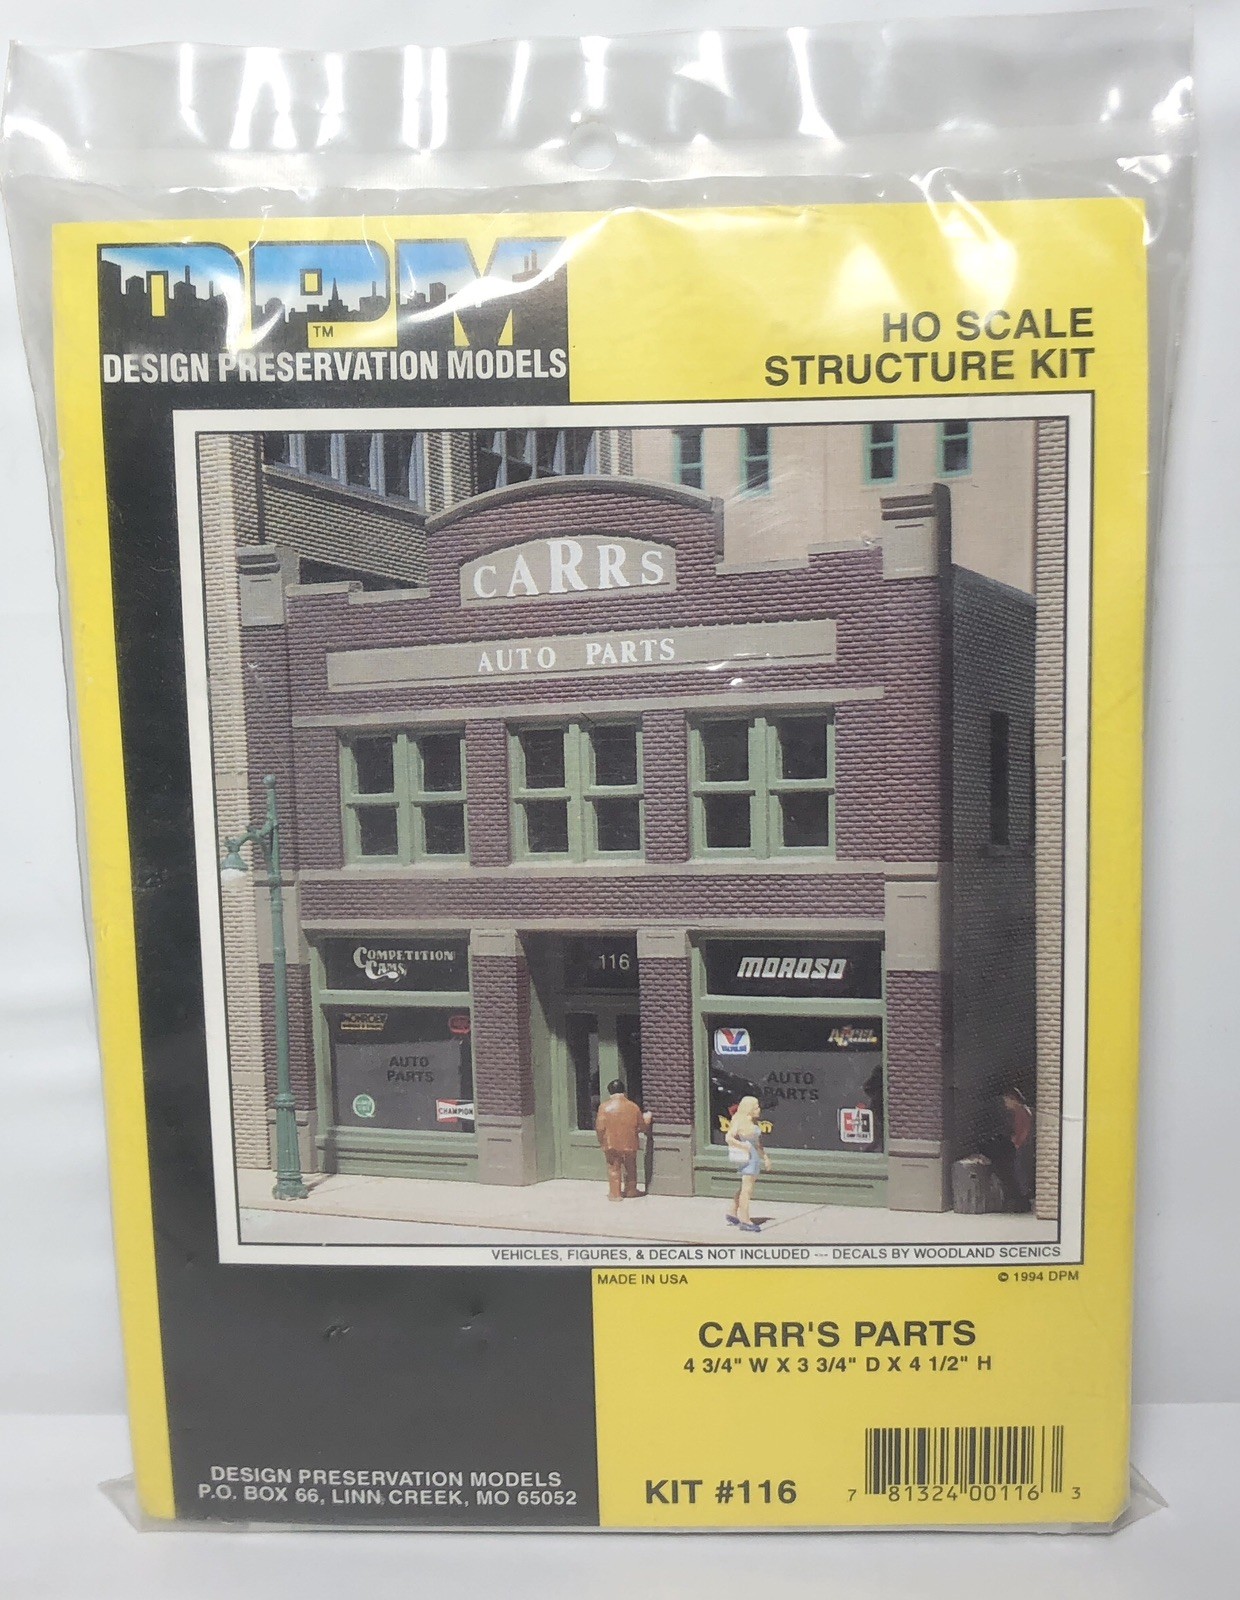 DPM
TM
DESIGN PRESERVATION MODELS
HO SCALE
STRUCTURE KIT
CARRS
AUTO PARTS
COMPETITION
CAMS
116
MOROSO
MONROE
VALVOLINE
AUTO
PARTS
AUTO
PARTS
CHAMPION
VEHICLES, FIGURES, & DECALS NOT INCLUDED --- DECALS BY WOODLAND SCENICS
MADE IN USA
© 1994 DPM
CARR'S PARTS
4 3/4" W X 3 3/4" D X 4 1/2" H
DESIGN PRESERVATION MODELS
P.O. BOX 66, LINN CREEK, MO 65052
KIT #116
7 81324 00116 3